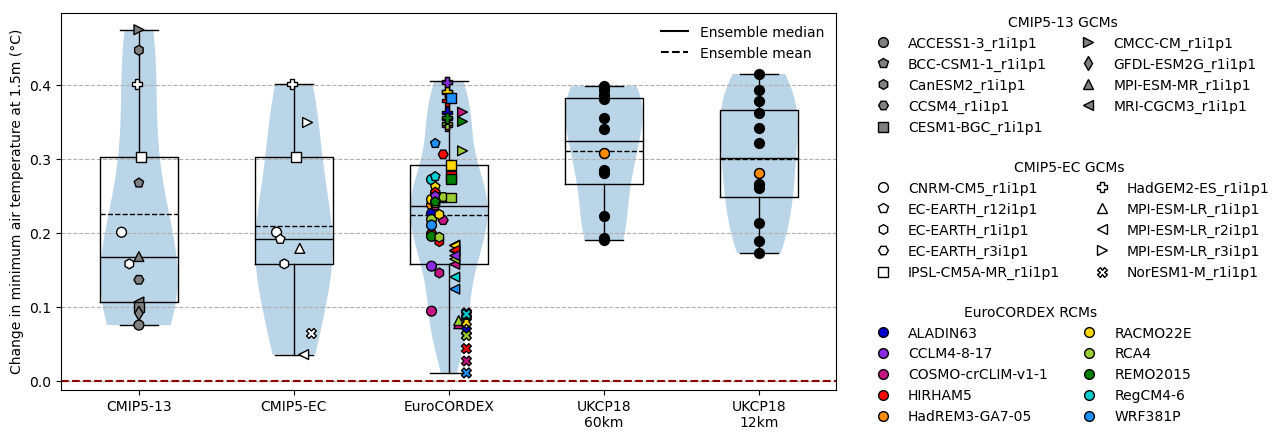 Change in minimum air temperature at 1.5m (°C)
0.4
0.3
0.2
0.1
0.0
Ensemble median
Ensemble mean
CMIP5-13
CMIP5-EC
EuroCORDEX
UKCP18
60km
UKCP18
12km
CMIP5-13 GCMs
ACCESS1-3_r1i1p1
BCC-CSM1-1_r1i1p1
CanESM2_r1i1p1
CCSM4_r1i1p1
CESM1-BGC_r1i1p1
CMCC-CM_r1i1p1
GFDL-ESM2G_r1i1p1
MPI-ESM-MR_r1i1p1
MRI-CGCM3_r1i1p1
CMIP5-EC GCMs
CNRM-CM5_r1i1p1
EC-EARTH_r12i1p1
EC-EARTH_r1i1p1
EC-EARTH_r3i1p1
IPSL-CM5A-MR_r1i1p1
HadGEM2-ES_r1i1p1
MPI-ESM-LR_r1i1p1
MPI-ESM-LR_r2i1p1
MPI-ESM-LR_r3i1p1
NorESM1-M_r1i1p1
EuroCORDEX RCMs
ALADIN63
CCLM4-8-17
COSMO-crCLIM-v1-1
HIRHAM5
HadREM3-GA7-05
RACMO22E
RCA4
REMO2015
RegCM4-6
WRF381P